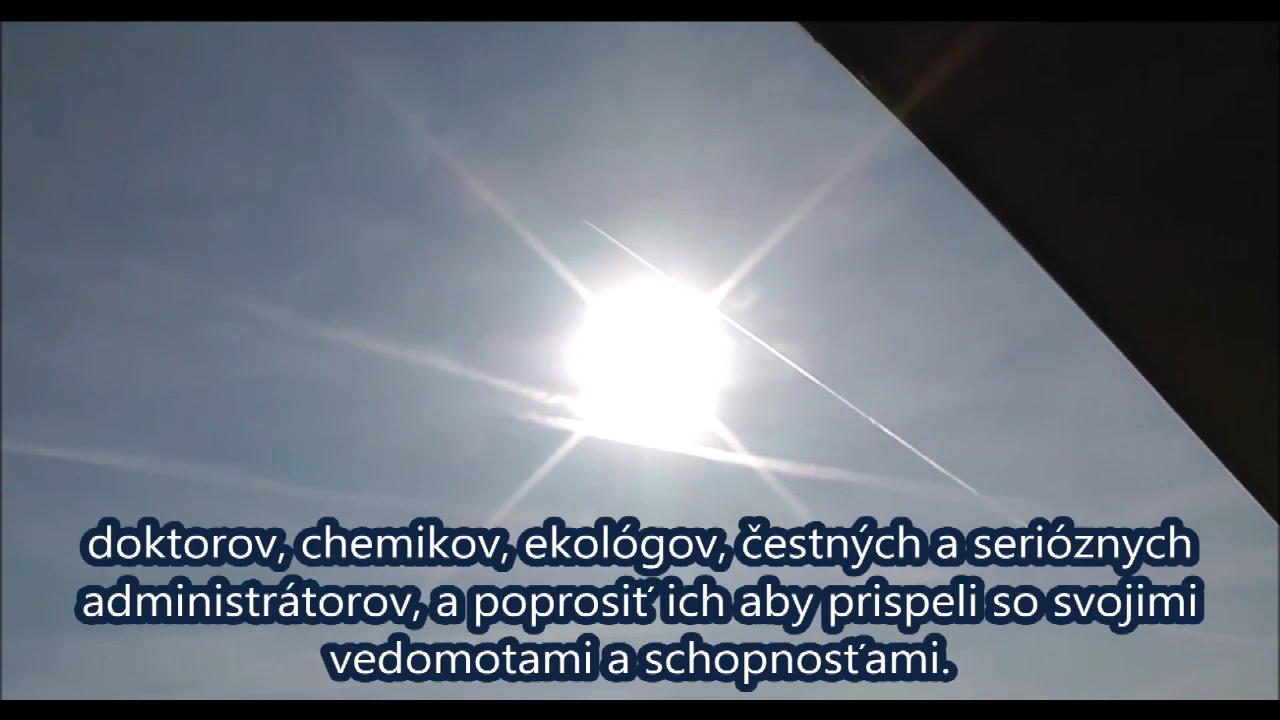 doktorov, chemikov, ekológov, čestných a serióznych
administrátorov, a poprosiť ich aby prispeli so svojimi
vedomotami a schopnosťami.